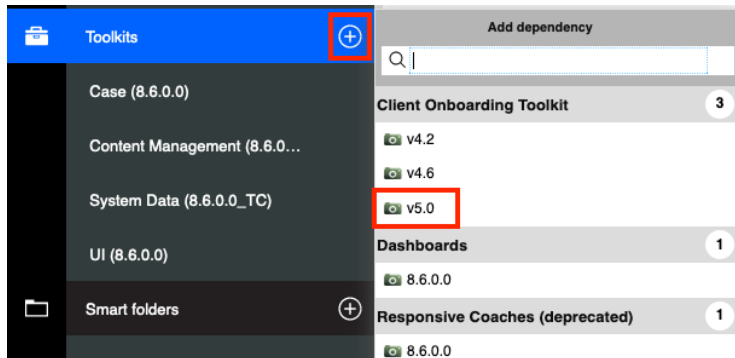 Toolkits
Case (8.6.0.0)
Content Management (8.6.0...
System Data (8.6.0.0_TC)
UI (8.6.0.0)
Smart folders
Add dependency
Client Onboarding Toolkit 3
v4.2
v4.6
v5.0
Dashboards 1
8.6.0.0
Responsive Coaches (deprecated) 1
8.6.0.0